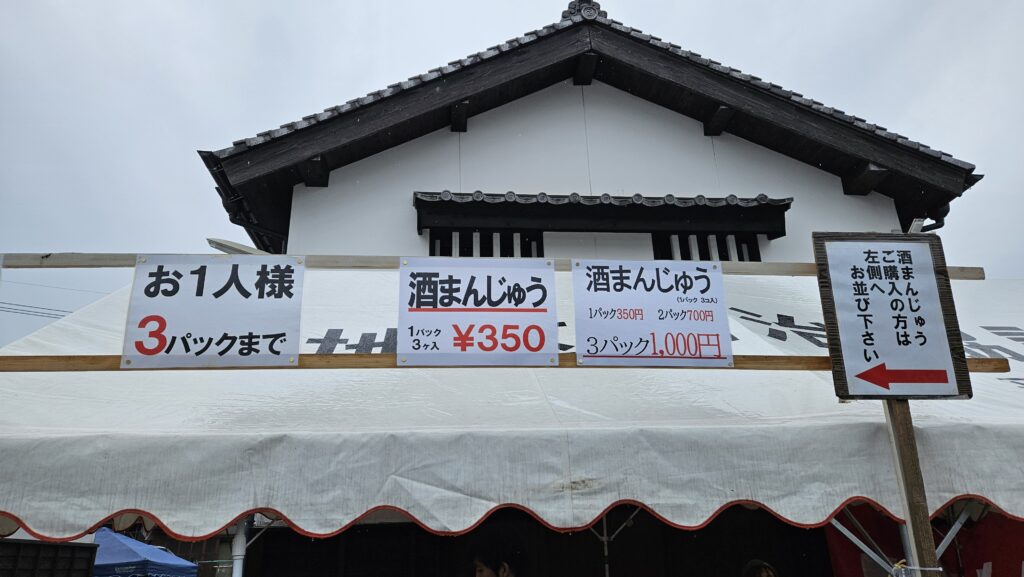 お1人様
3パックまで
酒まんじゅう
1パック
3ヶ入
¥350
酒まんじゅう
(1パック 3コ入)
1パック350円 2パック700円
3パック1,000円
酒まんじゅう
ご購入の方は
左側へ
お並び下さい